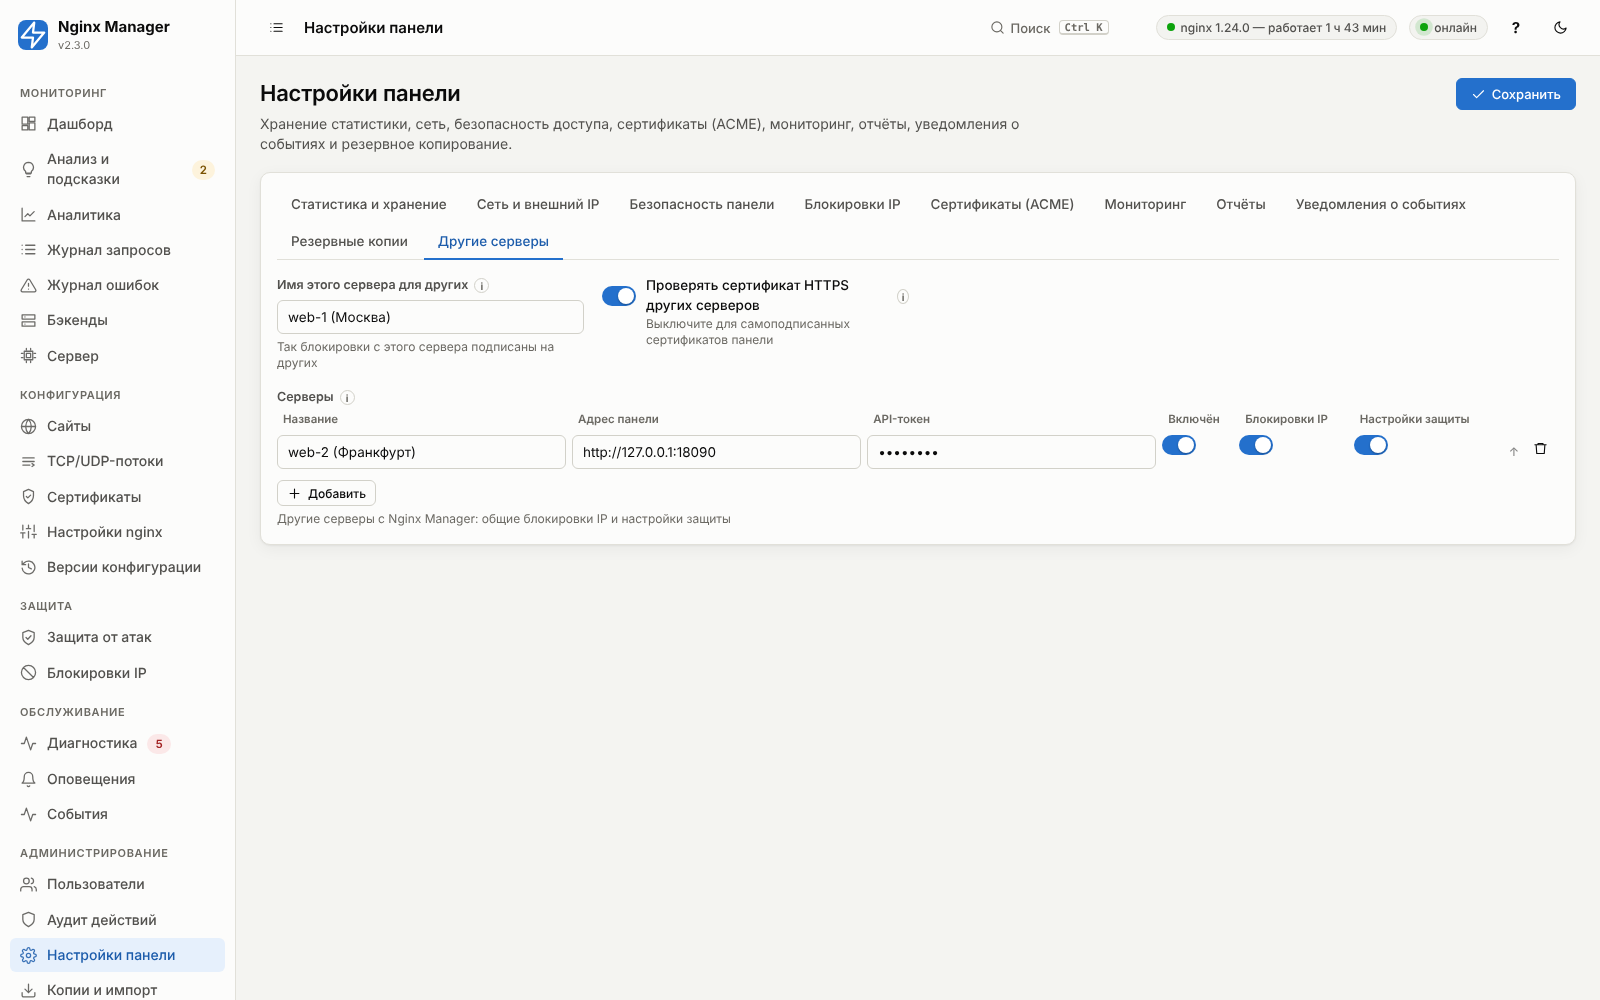 Nginx Manager
v2.3.0
МОНИТОРИНГ
Дашборд
Анализ и
подсказки
2
Аналитика
Журнал запросов
Журнал ошибок
Бэкенды
Сервер
КОНФИГУРАЦИЯ
Сайты
TCP/UDP-потоки
Сертификаты
Настройки nginx
Версии конфигурации
ЗАЩИТА
Защита от атак
Блокировки IP
ОБСЛУЖИВАНИЕ
Диагностика 5
Оповещения
События
АДМИНИСТРИРОВАНИЕ
Пользователи
Аудит действий
Настройки панели
Копии и импорт
Настройки панели
Поиск Ctrl K
nginx 1.24.0 — работает 1 ч 43 мин
онлайн
?
Настройки панели
Сохранить
Хранение статистики, сеть, безопасность доступа, сертификаты (ACME), мониторинг, отчёты, уведомления о
событиях и резервное копирование.
Статистика и хранение Сеть и внешний IP Безопасность панели Блокировки IP Сертификаты (ACME) Мониторинг Отчёты Уведомления о событиях
Резервные копии Другие серверы
Имя этого сервера для других i
web-1 (Москва)
Так блокировки с этого сервера подписаны на
других
Проверять сертификат HTTPS
других серверов
i
Выключите для самоподписанных
сертификатов панели
Серверы i
Название Адрес панели API-токен Включён Блокировки IP Настройки защиты
web-2 (Франкфурт) http://127.0.0.1:18090 ••••••••
Добавить
Другие серверы с Nginx Manager: общие блокировки IP и настройки защиты